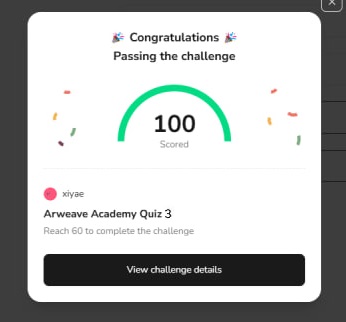 Congratulations
Passing the challenge
100
Scored
xiyae
Arweave Academy Quiz 3
Reach 60 to complete the challenge
View challenge details